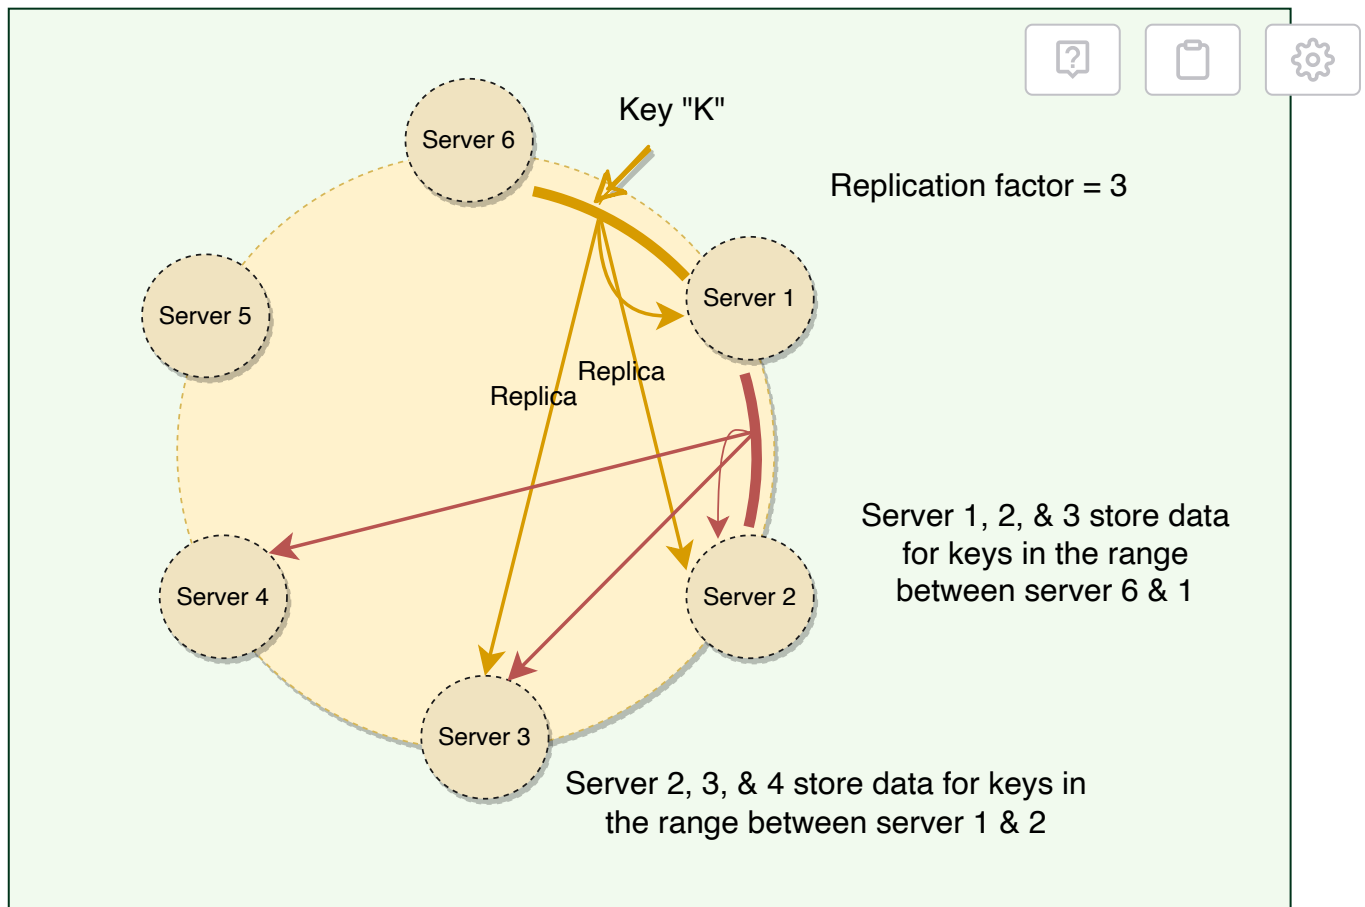 Key "K"
Server 6
Replication factor = 3
Server 1
Server 5
Replica
Replica
Server 1, 2, & 3 store data
for keys in the range
between server 6 & 1
Server 4
Server 2
Server 3
Server 2, 3, & 4 store data for keys in
the range between server 1 & 2